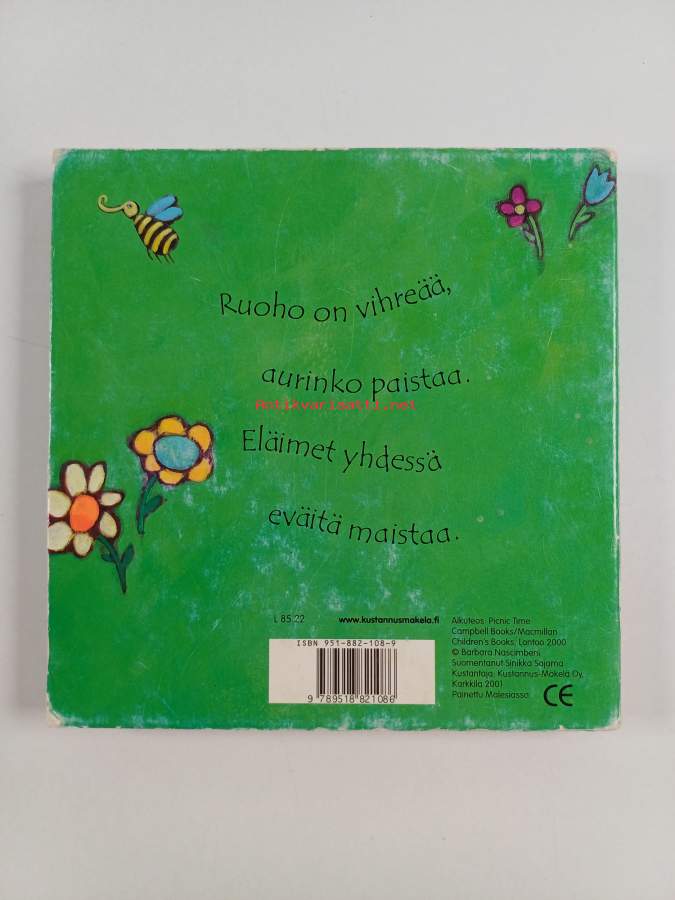 Ruoho on vihreää,
aurinko paistaa.
Antikvariaatti.net
Eläimet yhdessä
eväitä maistaa.
L 85.22
www.kustannusmakela.fi
Alkuteos: Picnic Time
Campbell Books/Macmillan
Children's Books, Lontoo 2000
© Barbara Nascimbeni
Suomentanut Sinikka Sajama
Kustantaja: Kustannus-Mäkelä Oy,
Karkkila 2001
Painettu Malesiassa
CE
ISBN 951-882-108-9
9 789518 821086